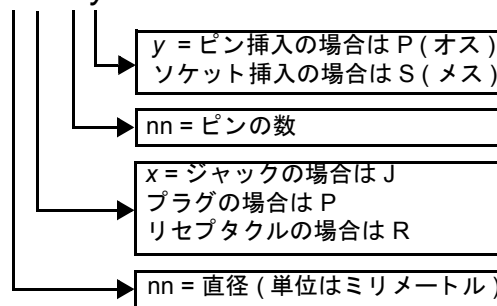 y = ピン挿入の場合は P ( オス )
ソケット挿入の場合は S ( メス )
nn = ピンの数
x = ジャックの場合は J
プラグの場合は P
リセプタクルの場合は R
nn = 直径 ( 単位はミリメートル )